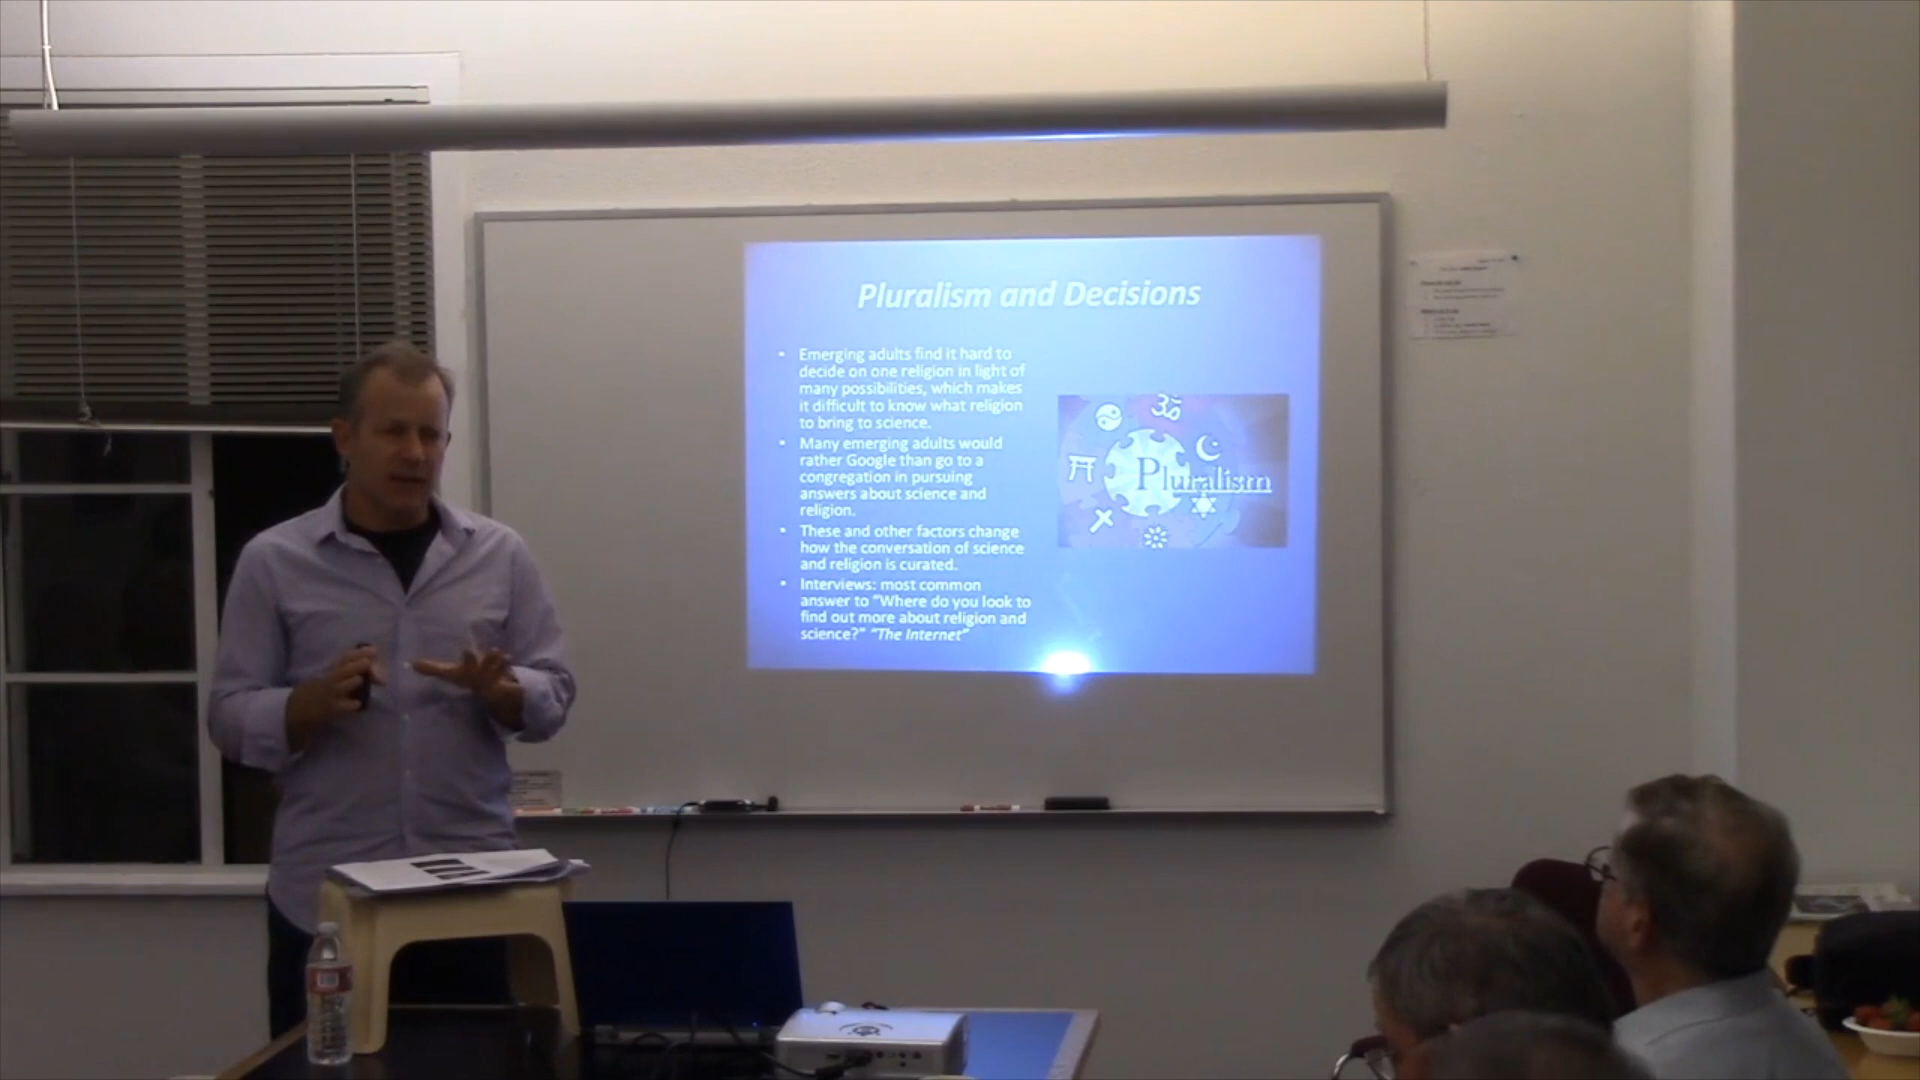 Pluralism and Decisions
• Emerging adults find it hard to
decide on one religion in light of
many possibilities, which makes
it difficult to know what religion
to bring to science.
• Many emerging adults would
rather Google than go to a
congregation in pursuing
answers about science and
religion.
• These and other factors change
how the conversation of science
and religion is curated.
• Interviews: most common
answer to “Where do you look to
find out more about religion and
science?” “The Internet”
Pluralism